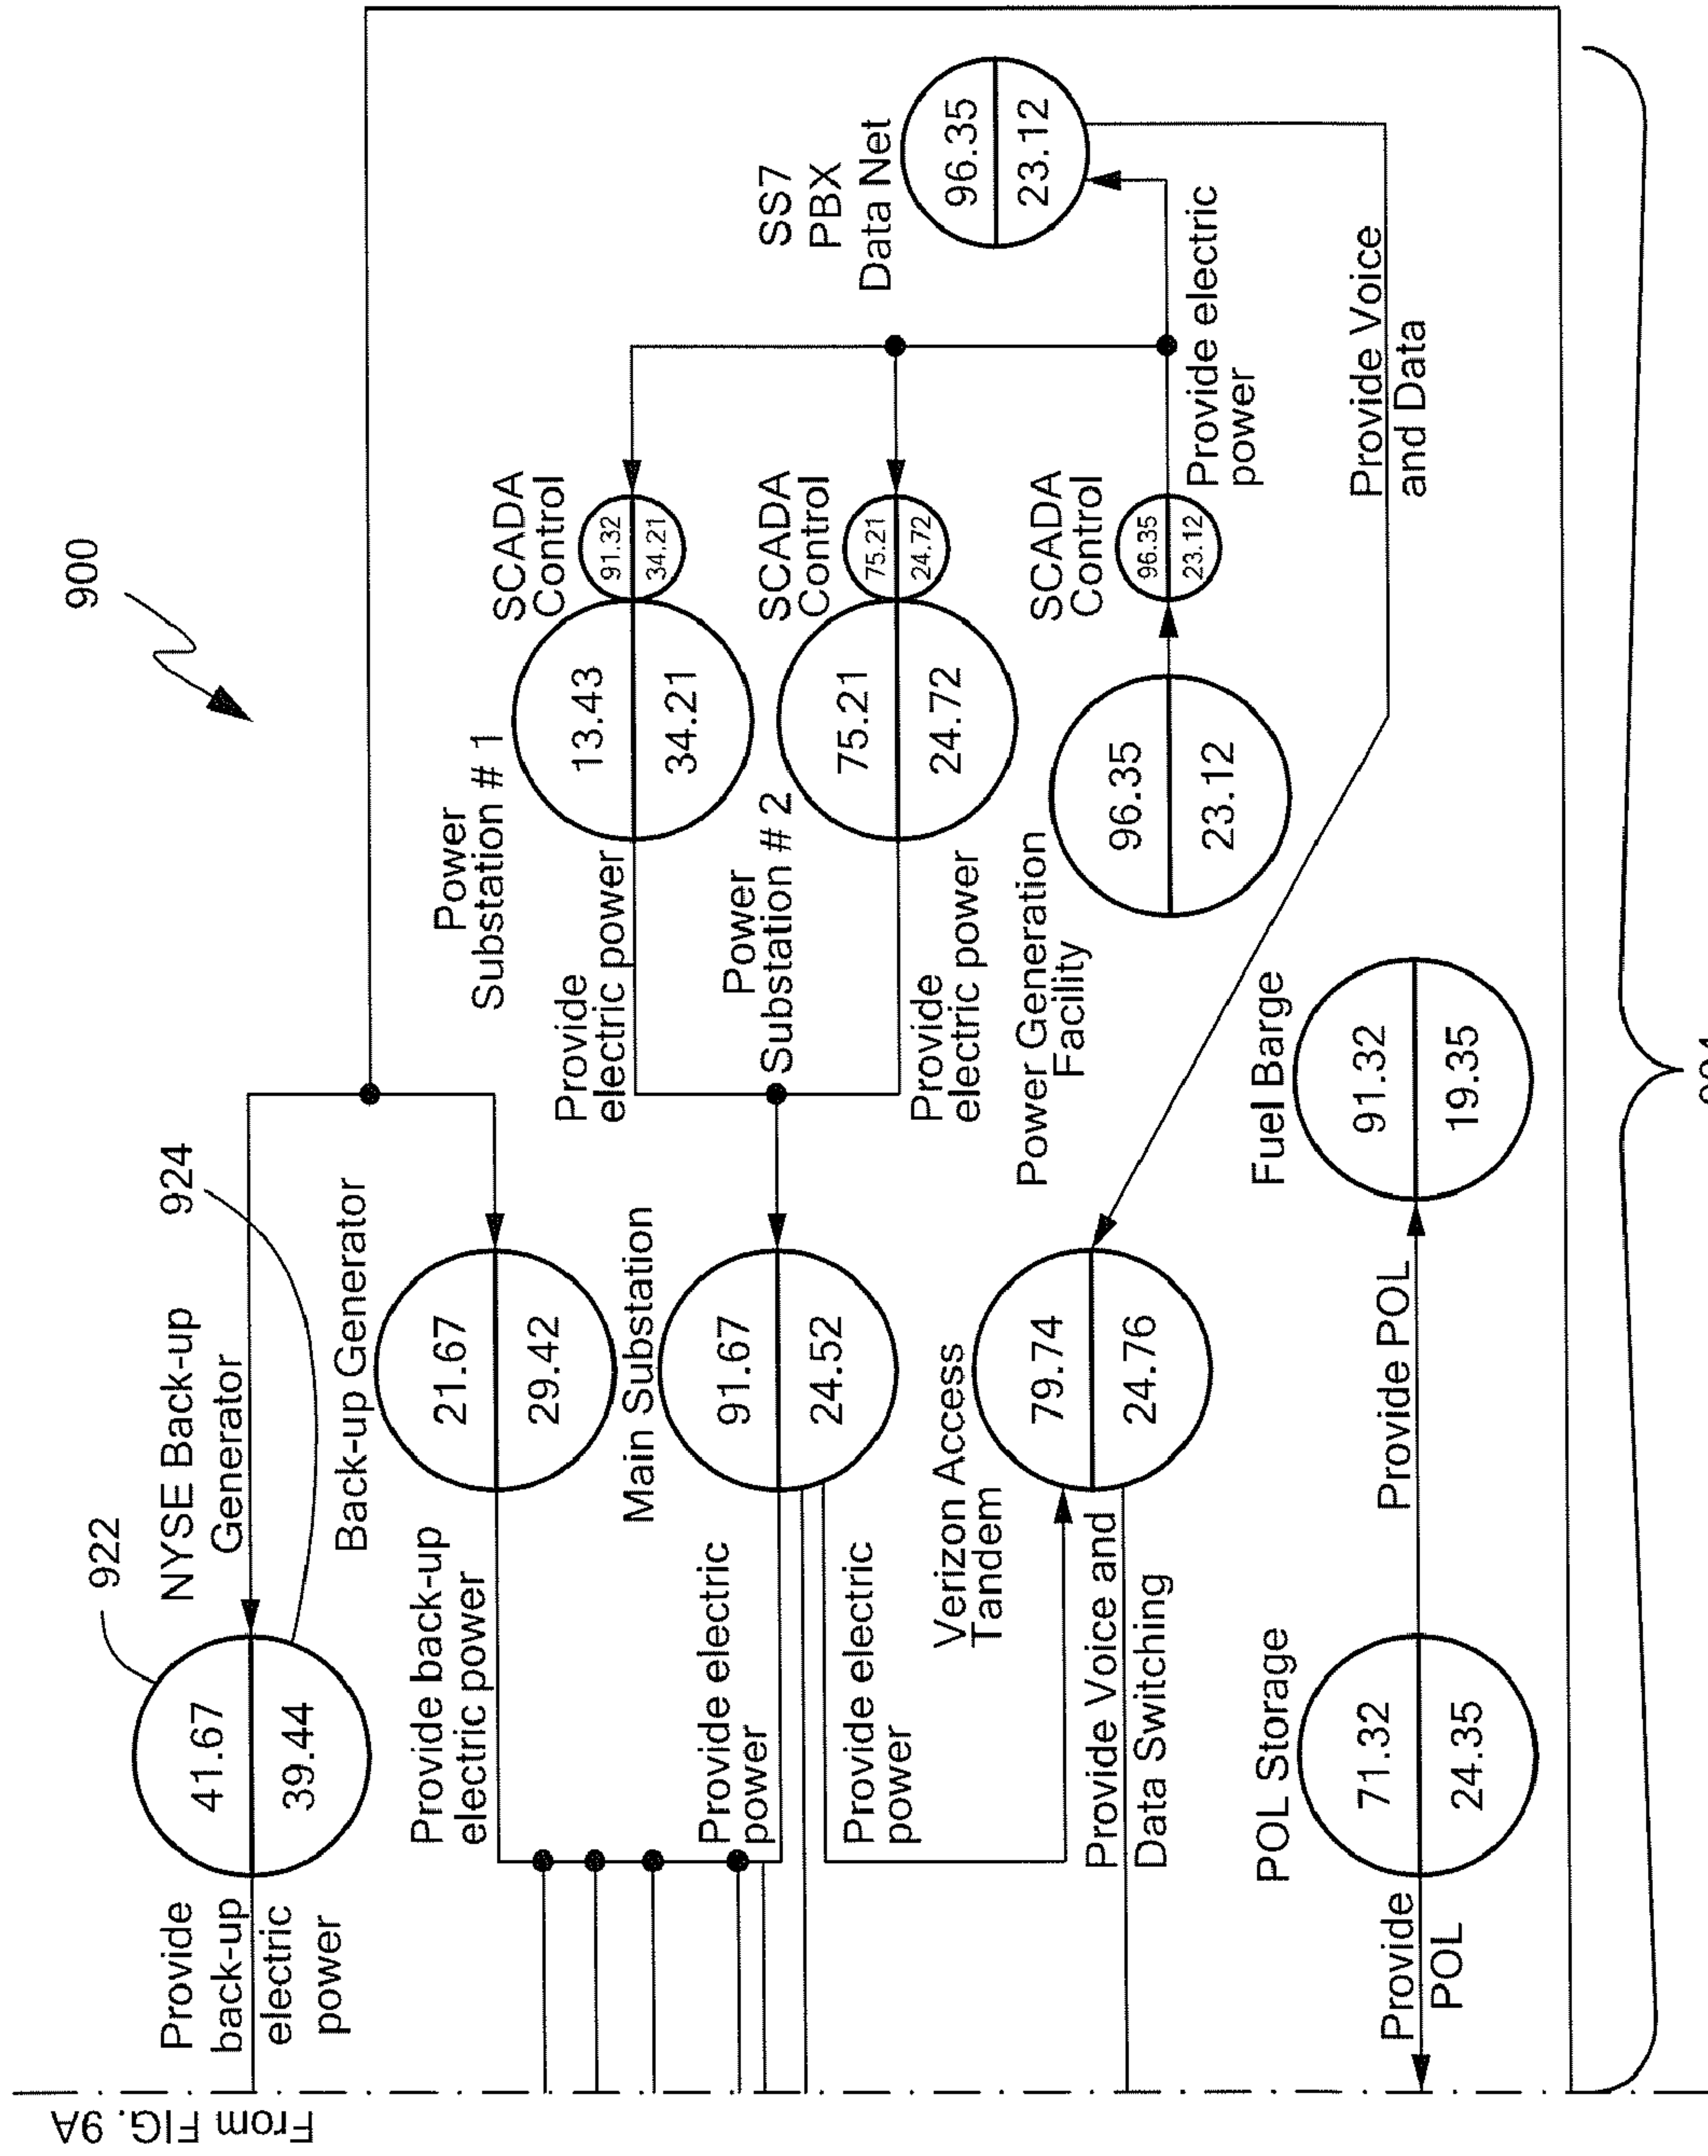 900
922
924
From FIG. 9A
Provide
back-up
electric
power
41.67
39.44
NYSE Back-up
Generator
Back-up Generator
21.67
29.42
Provide back-up
electric power
Power
Substation # 1
13.43
34.21
SCADA
Control
91.32
34.21
Provide
electric power
Main Substation
91.67
24.52
Provide electric
power
Provide electric
power
Power
Substation # 2
75.21
24.72
SCADA
Control
75.21
24.72
Provide
electric power
SS7
PBX
Data Net
96.35
23.12
Verizon Access
Tandem
79.74
24.76
Provide Voice and
Data Switching
Power Generation
Facility
96.35
23.12
SCADA
Control
96.35
23.12
Provide electric
power
Provide Voice
and Data
POL Storage
71.32
24.35
Provide
POL
Provide POL
Fuel Barge
91.32
19.35